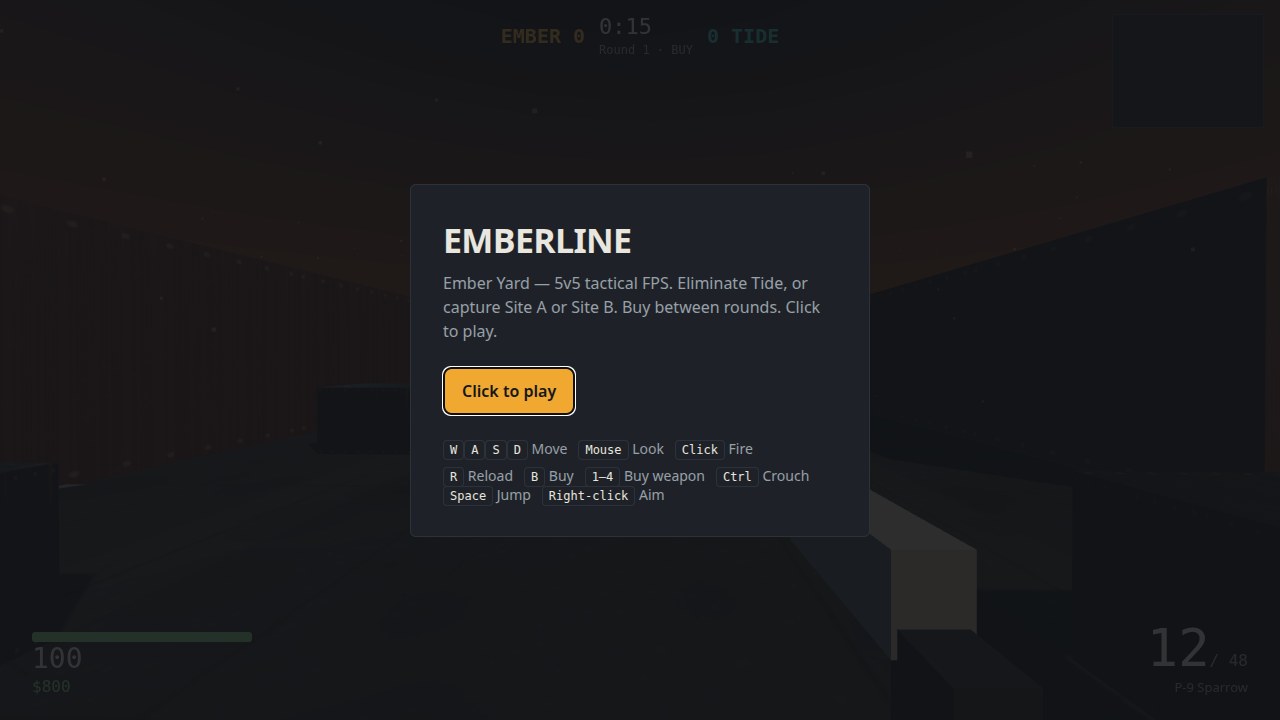 EMBER 0 0:15 0 TIDE
Round 1 · BUY
EMBERLINE
Ember Yard — 5v5 tactical FPS. Eliminate Tide, or
capture Site A or Site B. Buy between rounds. Click
to play.
Click to play
W A S D Move Mouse Look Click Fire
R Reload B Buy 1–4 Buy weapon Ctrl Crouch
Space Jump Right-click Aim
100
$800
12 / 48
P-9 Sparrow